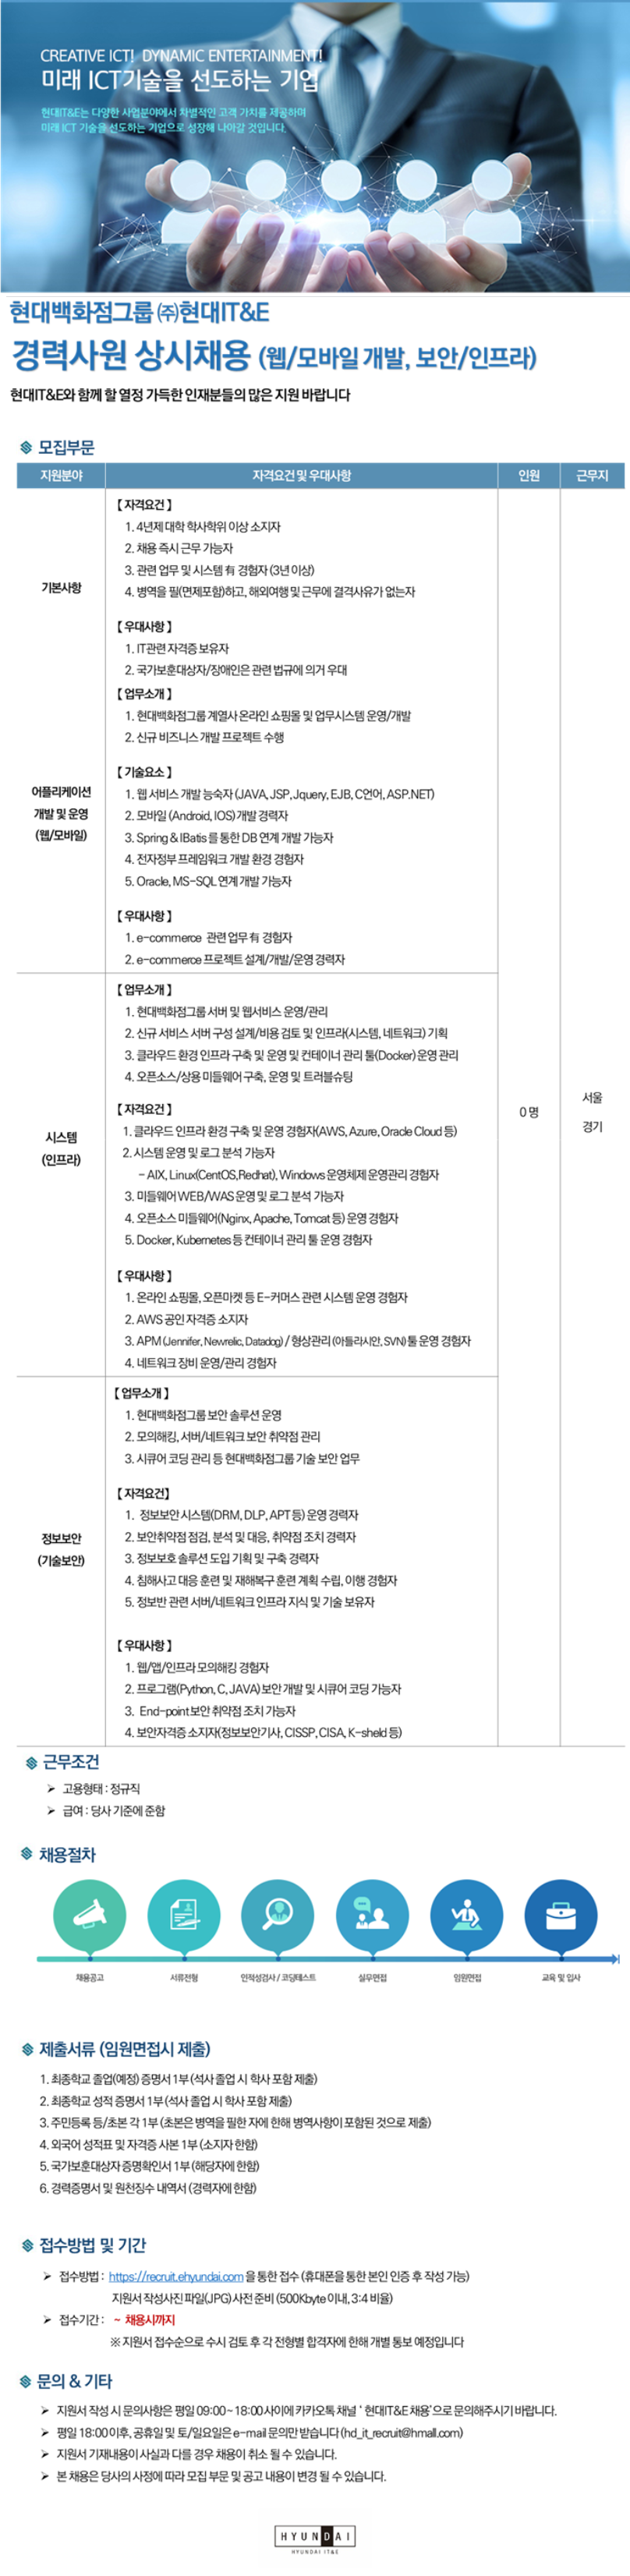 CREATIVE ICT! DYNAMIC ENTERTAINMENT!
미래 ICT기술을 선도하는 기업
현대IT&E는 다양한 사업분야에서 차별적인 고객 가치를 제공하며
미래 ICT 기술을 선도하는 기업으로 성장해 나아갈 것입니다.
현대백화점그룹 ㈜현대IT&E
경력사원 상시채용 (웹/모바일 개발, 보안/인프라)
현대IT&E와 함께 할 열정 가득한 인재분들의 많은 지원 바랍니다
모집부문
지원분야 자격요건 및 우대사항 인원 근무지
기본사항
【 자격요건 】
1. 4년제 대학 학사학위 이상 소지자
2. 채용 즉시 근무 가능자
3. 관련 업무 및 시스템 有 경험자 (3년 이상)
4. 병역을 필(면제포함)하고, 해외여행 및 근무에 결격사유가 없는자
【 우대사항 】
1. IT관련 자격증 보유자
2. 국가보훈대상자/장애인은 관련 법규에 의거 우대
어플리케이션
개발 및 운영
(웹/모바일)
【 업무소개 】
1. 현대백화점그룹 계열사 온라인 쇼핑몰 및 업무시스템 운영/개발
2. 신규 비즈니스 개발 프로젝트 수행
【 기술요소 】
1. 웹 서비스 개발 능숙자 (JAVA, JSP, Jquery, EJB, C언어, ASP.NET)
2. 모바일 (Android, IOS) 개발 경력자
3. Spring & IBatis 를 통한 DB 연계 개발 가능자
4. 전자정부 프레임워크 개발 환경 경험자
5. Oracle, MS-SQL 연계 개발 가능자
【 우대사항 】
1. e-commerce 관련 업무 有 경험자
2. e-commerce 프로젝트 설계/개발/운영 경력자
시스템
(인프라)
【 업무소개 】
1. 현대백화점그룹 서버 및 웹서비스 운영/관리
2. 신규 서비스 서버 구성 설계/비용 검토 및 인프라(시스템, 네트워크) 기획
3. 클라우드 환경 인프라 구축 및 운영 및 컨테이너 관리 툴(Docker) 운영 관리
4. 오픈소스/상용 미들웨어 구축, 운영 및 트러블슈팅
【 자격요건 】
1. 클라우드 인프라 환경 구축 및 운영 경험자(AWS, Azure, Oracle Cloud 등)
2. 시스템 운영 및 로그 분석 가능자
- AIX, Linux(CentOS,Redhat), Windows 운영체제 운영관리 경험자
3. 미들웨어 WEB/WAS 운영 및 로그 분석 가능자
4. 오픈소스 미들웨어(Nginx, Apache, Tomcat 등) 운영 경험자
5. Docker, Kubernetes 등 컨테이너 관리 툴 운영 경험자
【 우대사항 】
1. 온라인 쇼핑몰, 오픈마켓 등 E-커머스 관련 시스템 운영 경험자
2. AWS 공인 자격증 소지자
3. APM (Jennifer, Newrelic, Datadog) / 형상관리 (아틀라시안, SVN) 툴 운영 경험자
4. 네트워크 장비 운영/관리 경험자
0 명
서울
경기
정보보안
(기술보안)
【 업무소개 】
1. 현대백화점그룹 보안 솔루션 운영
2. 모의해킹, 서버/네트워크 보안 취약점 관리
3. 시큐어 코딩 관리 등 현대백화점그룹 기술 보안 업무
【 자격요건】
1. 정보보안 시스템(DRM, DLP, APT 등) 운영 경력자
2. 보안취약점 점검, 분석 및 대응, 취약점 조치 경력자
3. 정보보호 솔루션 도입 기획 및 구축 경력자
4. 침해사고 대응 훈련 및 재해복구 훈련 계획 수립, 이행 경험자
5. 정보반 관련 서버/네트워크 인프라 지식 및 기술 보유자
【 우대사항 】
1. 웹/앱/인프라 모의해킹 경험자
2. 프로그램(Python, C, JAVA) 보안 개발 및 시큐어 코딩 가능자
3. End-point 보안 취약점 조치 가능자
4. 보안자격증 소지자(정보보안기사, CISSP, CISA, K-sheld 등)
근무조건
고용형태 : 정규직
급여 : 당사 기준에 준함
채용절차
채용공고 서류전형 인적성검사 / 코딩테스트 실무면접 임원면접 교육 및 입사
제출서류 (임원면접시 제출)
1. 최종학교 졸업(예정) 증명서 1부 (석사 졸업 시 학사 포함 제출)
2. 최종학교 성적 증명서 1부 (석사 졸업 시 학사 포함 제출)
3. 주민등록 등/초본 각 1부 (초본은 병역을 필한 자에 한해 병역사항이 포함된 것으로 제출)
4. 외국어 성적표 및 자격증 사본 1부 (소지자 한함)
5. 국가보훈대상자 증명확인서 1부 (해당자에 한함)
6. 경력증명서 및 원천징수 내역서 (경력자에 한함)
접수방법 및 기간
접수방법 : https://recruit.ehyundai.com 을 통한 접수 (휴대폰을 통한 본인 인증 후 작성 가능)
지원서 작성사진 파일(JPG) 사전 준비 (500Kbyte 이내, 3:4 비율)
접수기간 : ~ 채용시까지
※ 지원서 접수순으로 수시 검토 후 각 전형별 합격자에 한해 개별 통보 예정입니다
문의 & 기타
지원서 작성 시 문의사항은 평일 09:00 ~ 18:00 사이에 카카오톡 채널 ' 현대IT&E 채용'으로 문의해주시기 바랍니다.
평일 18:00 이후, 공휴일 및 토/일요일은 e-mail 문의만 받습니다 (hd_it_recruit@hmall.com)
지원서 기재내용이 사실과 다를 경우 채용이 취소 될 수 있습니다.
본 채용은 당사의 사정에 따라 모집 부문 및 공고 내용이 변경 될 수 있습니다.
HYUNDAI
HYUNDAI IT&E